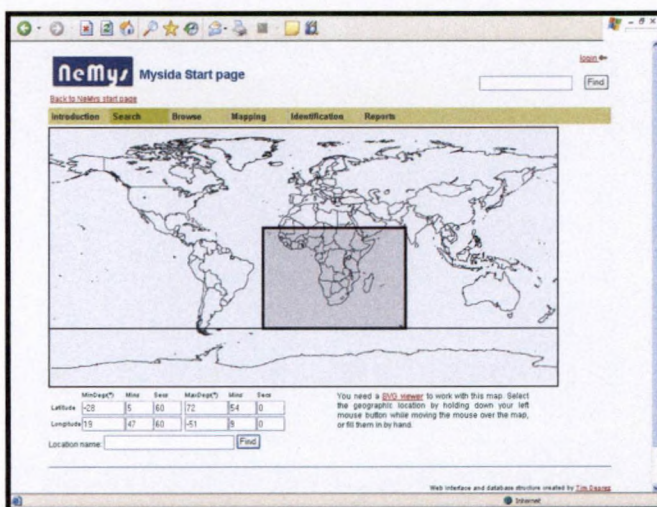 login
NeMys Mysida Start page
Find
Back to NeMys start page
Introduction Search Browse Mapping Identification Reports
MinDegr(°) Mins Secs MaxDegr(°) Mins Secs
Latitude -28 5 60 72 54 0
Longitude 19 47 60 -51 9 0
Location name: Find
You need a SVG viewer to work with this map. Select
the geographic location by holding down your left
mouse button while moving the mouse over the map,
or fill them in by hand.
Web interface and database structure created by Tim Deprez
Internet